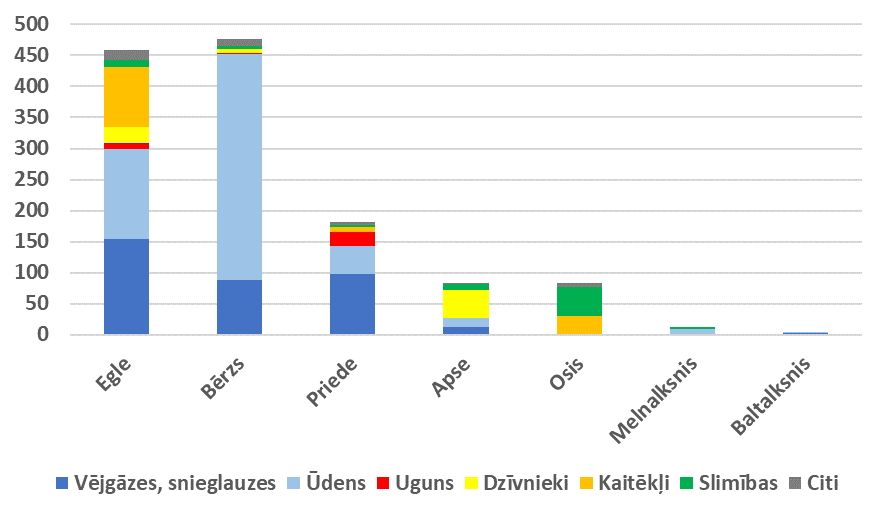 500
450
400
350
300
250
200
150
100
50
0
Egle
Bērzs
Priede
Apse
Osis
Melnalksnis
Baltalksnis
Vējgāzes, snieglauzes Ūdens Uguns Dzīvnieki Kaitēkļi Slimības Citi